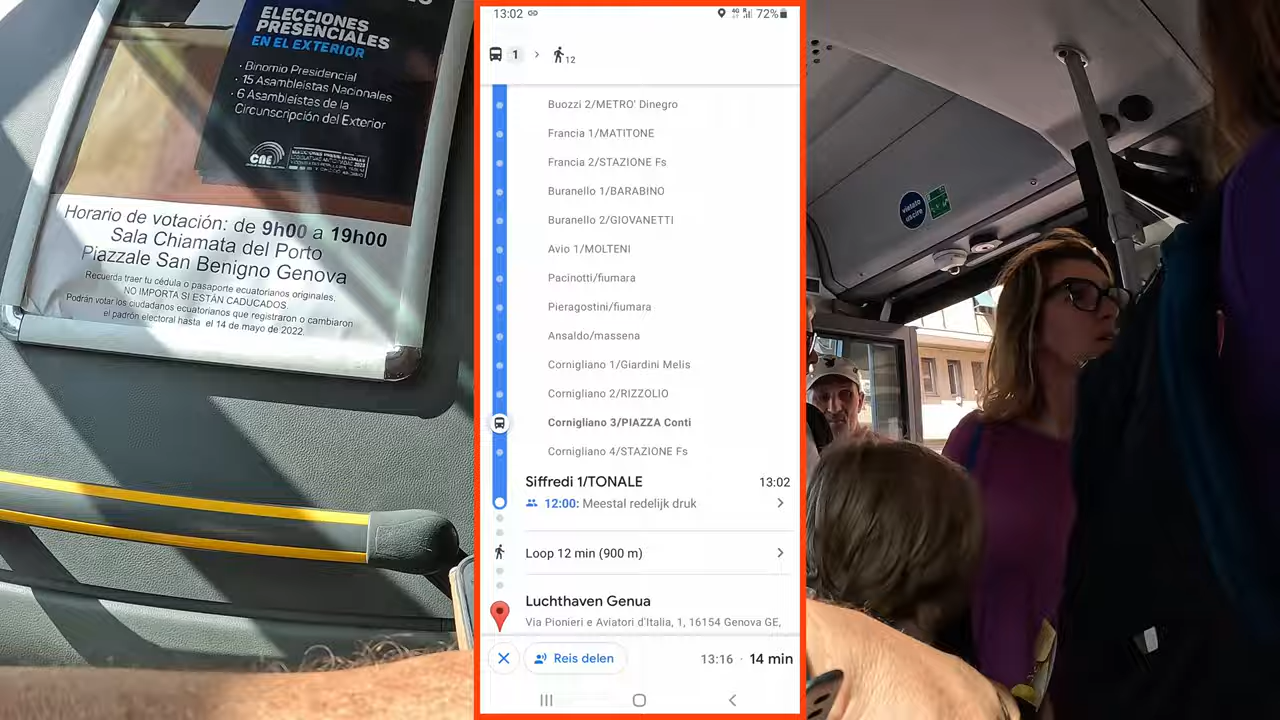 ELECCIONES
PRESENCIALES
EN EL EXTERIOR
· Binomio Presidencial
· 15 Asambleistas Nacionales
· 6 Asambleistas de la
Circunscripción del Exterior
CNE
Horario de votación: de 9h00 a 19h00
Sala Chiamata del Porto
Piazzale San Benigno Genova
Recuerda traer tu cédula o pasaporte ecuatorianos originales,
NO IMPORTA SI ESTÁN CADUCADOS
Podrán votar los ciudadanos ecuatorianos que registraron o cambiaron
el padrón electoral hasta el 14 de mayo de 2022.
13:02
4G
R
72%
1
12
Buozzi 2/METRO' Dinegro
Francia 1/MATITONE
Francia 2/STAZIONE Fs
Buranello 1/BARABINO
Buranello 2/GIOVANETTI
Avio 1/MOLTENI
Pacinotti/fiumara
Pieragostini/fiumara
Ansaldo/massena
Cornigliano 1/Giardini Melis
Cornigliano 2/RIZZOLIO
Cornigliano 3/PIAZZA Conti
Cornigliano 4/STAZIONE Fs
Siffredi 1/TONALE 13:02
12:00: Meestal redelijk druk
Loop 12 min (900 m)
Luchthaven Genua
Via Pionieri e Aviatori d'Italia, 1, 16154 Genova GE,
Reis delen
13:16 · 14 min
vietato
uscire